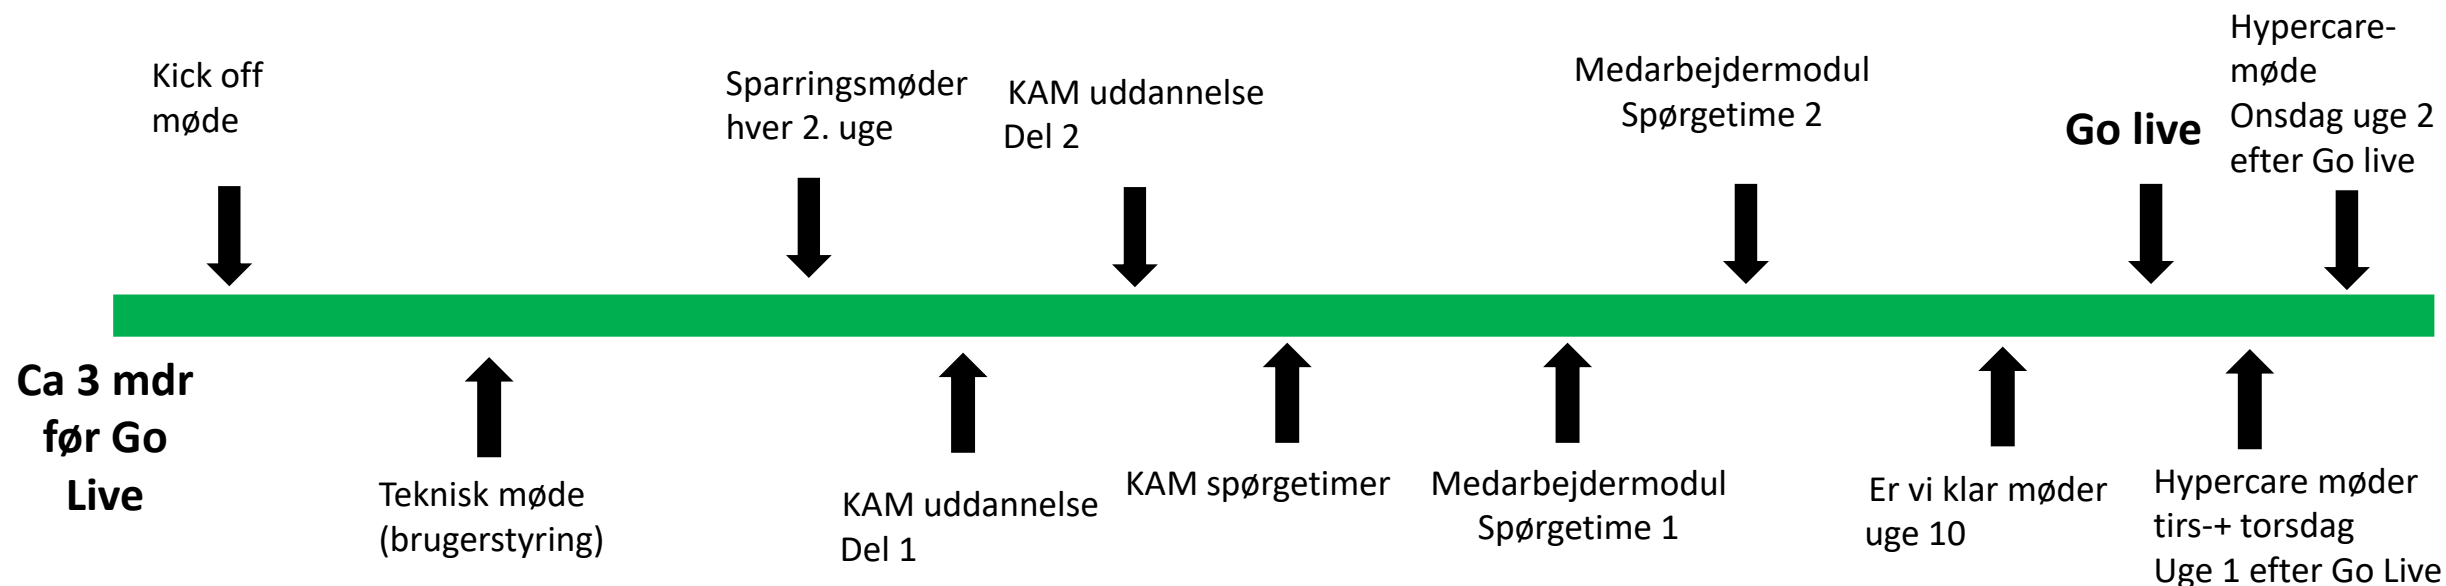 Kick off
møde
Sparringsmøder
hver 2. uge
KAM uddannelse
Del 2
Medarbejdermodul
Spørgetime 2
Go live
Hypercare-
møde
Onsdag uge 2
efter Go live
Ca 3 mdr
før Go
Live
Teknisk møde
(brugerstyring)
KAM uddannelse
Del 1
KAM spørgetimer
Medarbejdermodul
Spørgetime 1
Er vi klar møder
uge 10
Hypercare møder
tirs-+ torsdag
Uge 1 efter Go Live